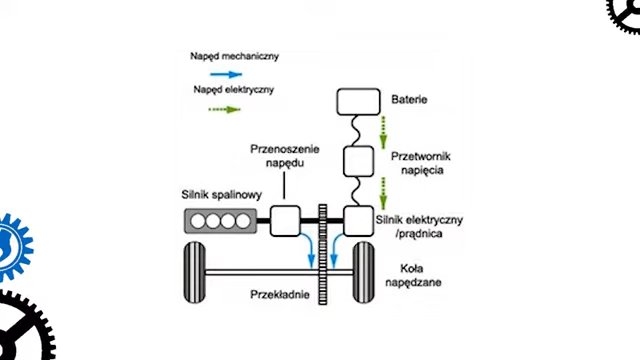 Napęd mechaniczny
Napęd elektryczny
Baterie
Przenoszenie
napędu
Przetwornik
napięcia
Silnik spalinowy
Silnik elektryczny
/prądnica
Koła
napędzane
Przekładnie